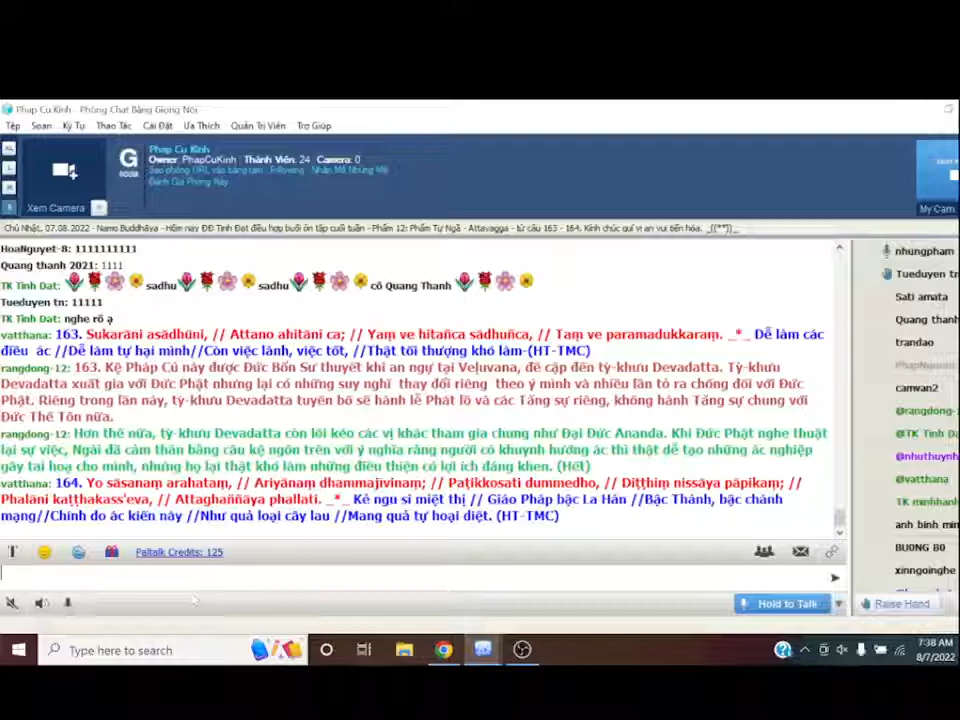 Phap Cu Kinh - Phòng Chat Bằng Giọng Nói
Tệp Soạn Ký Tự Thao Tác Cài Đặt Ưa Thích Quản Trị Viên Trợ Giúp
Phap Cu Kinh
Owner: PhapCuKinh | Thành Viên: 24 Camera: 0
Sao chóng URL vào bảng tạm Following
Đánh Giá Phòng Này
G
ROOM
Xem Camera
My Cam
Chủ Nhật, 07.08.2022 - Namo Buddhāya - Hôm nay ĐĐ Tinh Đat điều hợp buổi ôn tập cuối tuần - Phẩm 12: Phẩm Tự Ngã - Attavagga - từ câu 163 - 164. Kính chúc quí vị an vui tiến hóa. _((**))_
HoaNguyet-8: 1111111111
Quang thanh 2021: 1111
TK Tinh Dat: sadhu sadhu cô Quang Thanh
Tueduyen tn: 11111
TK Tinh Dat: nghe rõ ạ
vatthana: 163. Sukarāni asādhūni, // Attano ahitāni ca; // Yaṃ ve hitañca sādhuñca, // Taṃ ve paramadukkaraṃ. _*_ Dễ làm các
điều ác //Dễ làm tự hại mình//Còn việc lành, việc tốt, //Thật tối thượng khó làm-(HT-TMC)
rangdong-12: 163. Kệ Pháp Cú này được Đức Bổn Sư thuyết khi an ngự tại Veḷuvana, đề cập đến tỳ-khưu Devadatta. Tỳ-khưu
Devadatta xuất gia với Đức Phật nhưng lại có những suy nghĩ thay đổi riêng theo ý mình và nhiều lần tỏ ra chống đối với Đức
Phật. Riêng trong lần này, tỳ-khưu Devadatta tuyên bố sẽ hành lễ Phát lồ và các Tăng sự riêng, không hành Tăng sự chung với
Đức Thế Tôn nữa.
rangdong-12: Hơn thế nữa, tỳ-khưu Devadatta còn lôi kéo các vị khác tham gia chung như Đại Đức Ananda. Khi Đức Phật nghe thuật
lại sự việc, Ngài đã cảm thán bằng câu kệ ngôn trên với ý nghĩa rằng người có khuynh hướng ác thì thật dễ tạo những ác nghiệp
gây tai hoạ cho mình, nhưng họ lại thật khó làm những điều thiện có lợi ích đáng khen. (Hết)
vatthana: 164. Yo sāsanaṃ arahataṃ, // Ariyānaṃ dhammajīvinaṃ; // Paṭikkosati dummedho, // Diṭṭhiṃ nissāya pāpikaṃ; //
Phalāni kaṭṭhakass'eva, // Attaghaññāya phallati. _*_ Kẻ ngu si miệt thị // Giáo Pháp bậc La Hán //Bậc Thánh, bậc chánh
mạng//Chính do ác kiến này //Như quả loại cây lau //Mang quả tự hoại diệt. (HT-TMC)
nhungpham
Tueduyen tn
Sati amata
Quang thanh
trandao
canvan2
@rangdong-12
@TK Tinh Da
@nhuthuynh
@vatthana
TK minhhanh
anh binh min
BUONG B0
xinngoinghe
Paltalk Credits: 125
Hold to Talk
Raise Hand
Type here to search
7:38 AM
8/7/2022